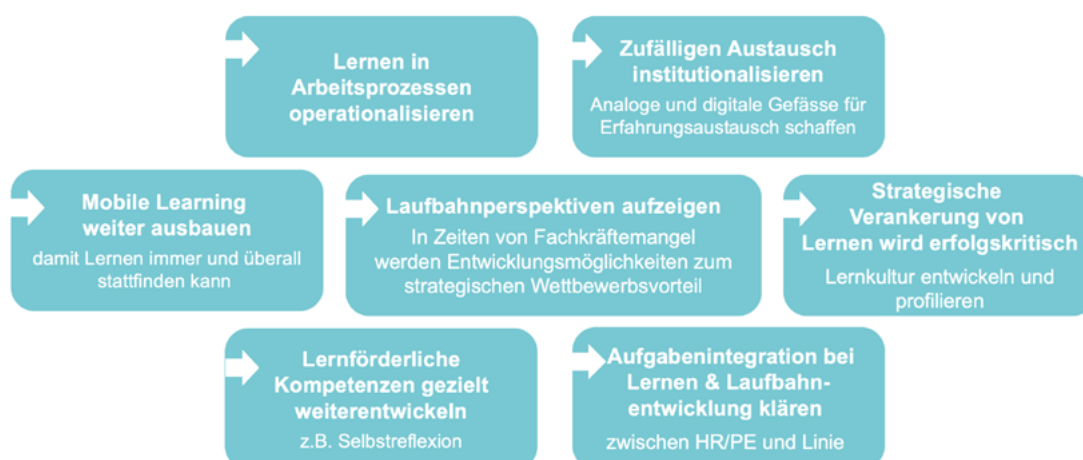 Lernen in
Arbeitsprozessen
operationalisieren
Zufälligen Austausch
institutionalisieren
Analoge und digitale Gefässe für
Erfahrungsaustausch schaffen
Mobile Learning
weiter ausbauen
damit Lernen immer und überall
stattfinden kann
Laufbahnperspektiven aufzeigen
In Zeiten von Fachkräftemangel
werden Entwicklungsmöglichkeiten zum
strategischen Wettbewerbsvorteil
Strategische
Verankerung von
Lernen wird erfolgskritisch
Lernkultur entwickeln und
profilieren
Lernförderliche
Kompetenzen gezielt
weiterentwickeln
z.B. Selbstreflexion
Aufgabenintegration bei
Lernen & Laufbahn-
entwicklung klären
zwischen HR/PE und Linie